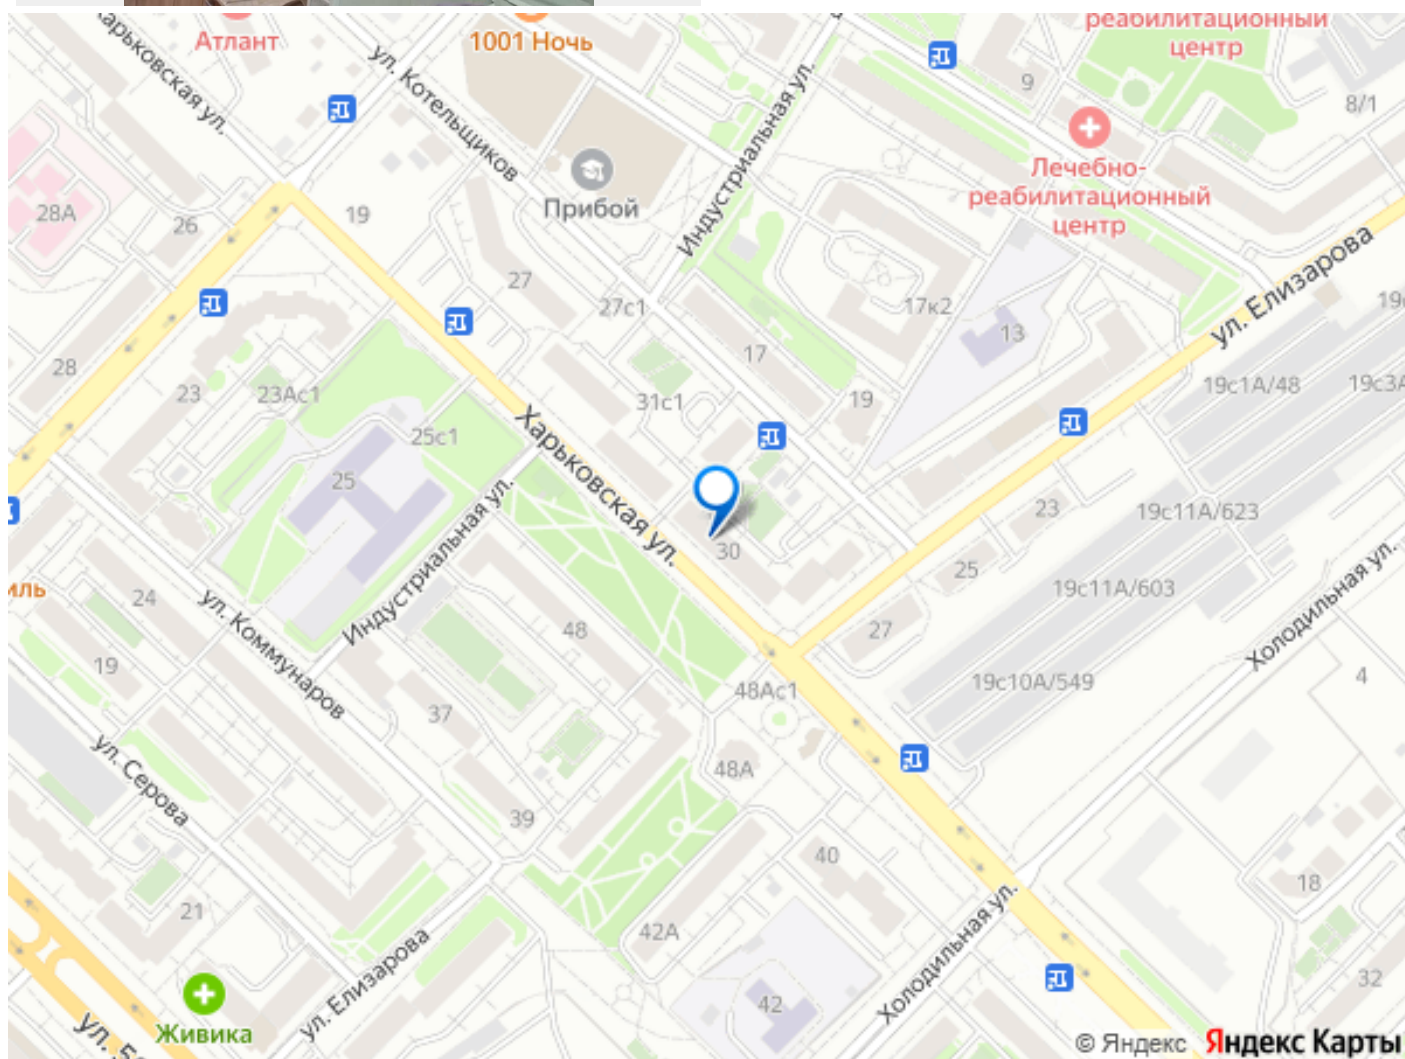 реабилитационный
центр
Атлант
1001 Ночь
ул. Котельщиков
Харьковская ул.
Индустриальная ул.
9
8/1
Лечебно-
реабилитационный
центр
Прибой
28А
26
19
27
27с1
17к2
13
ул. Елизарова
17
28
23
23Ас1
31с1
19
19с1А/48
19с3А
25с1
Харьковская ул.
25
23
19с11А/623
30
Индустриальная ул.
25
19с11А/603
Холодильная ул.
24
ул. Коммунаров
48
27
19
48Ас1
19с10А/549
4
37
ул. Серова
48А
39
40
18
21
42А
ул. Елизарова
Холодильная ул.
42
32
Живика
© Яндекс Яндекс Карты